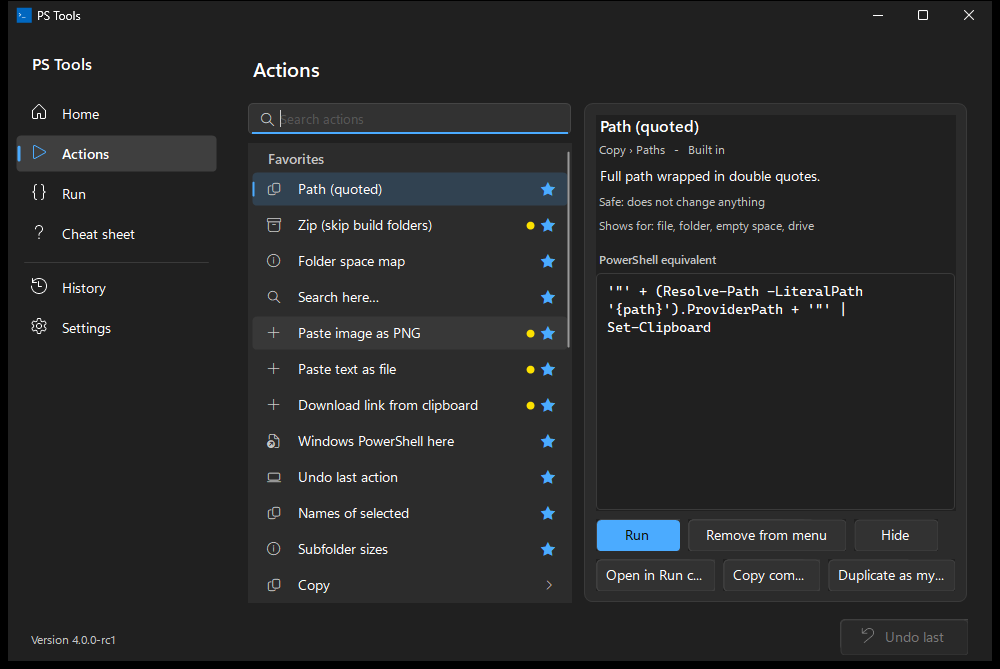 PS Tools
PS Tools
Home
Actions
Run
Cheat sheet
History
Settings
Version 4.0.0-rc1
Actions
Search actions
Favorites
Path (quoted)
Zip (skip build folders)
Folder space map
Search here...
Paste image as PNG
Paste text as file
Download link from clipboard
Windows PowerShell here
Undo last action
Names of selected
Subfolder sizes
Copy
Path (quoted)
Copy › Paths - Built in
Full path wrapped in double quotes.
Safe: does not change anything
Shows for: file, folder, empty space, drive
PowerShell equivalent
'"' + (Resolve-Path -LiteralPath
'{path}').ProviderPath + '"' |
Set-Clipboard
Run
Remove from menu
Hide
Open in Run c...
Copy com...
Duplicate as my...
Undo last